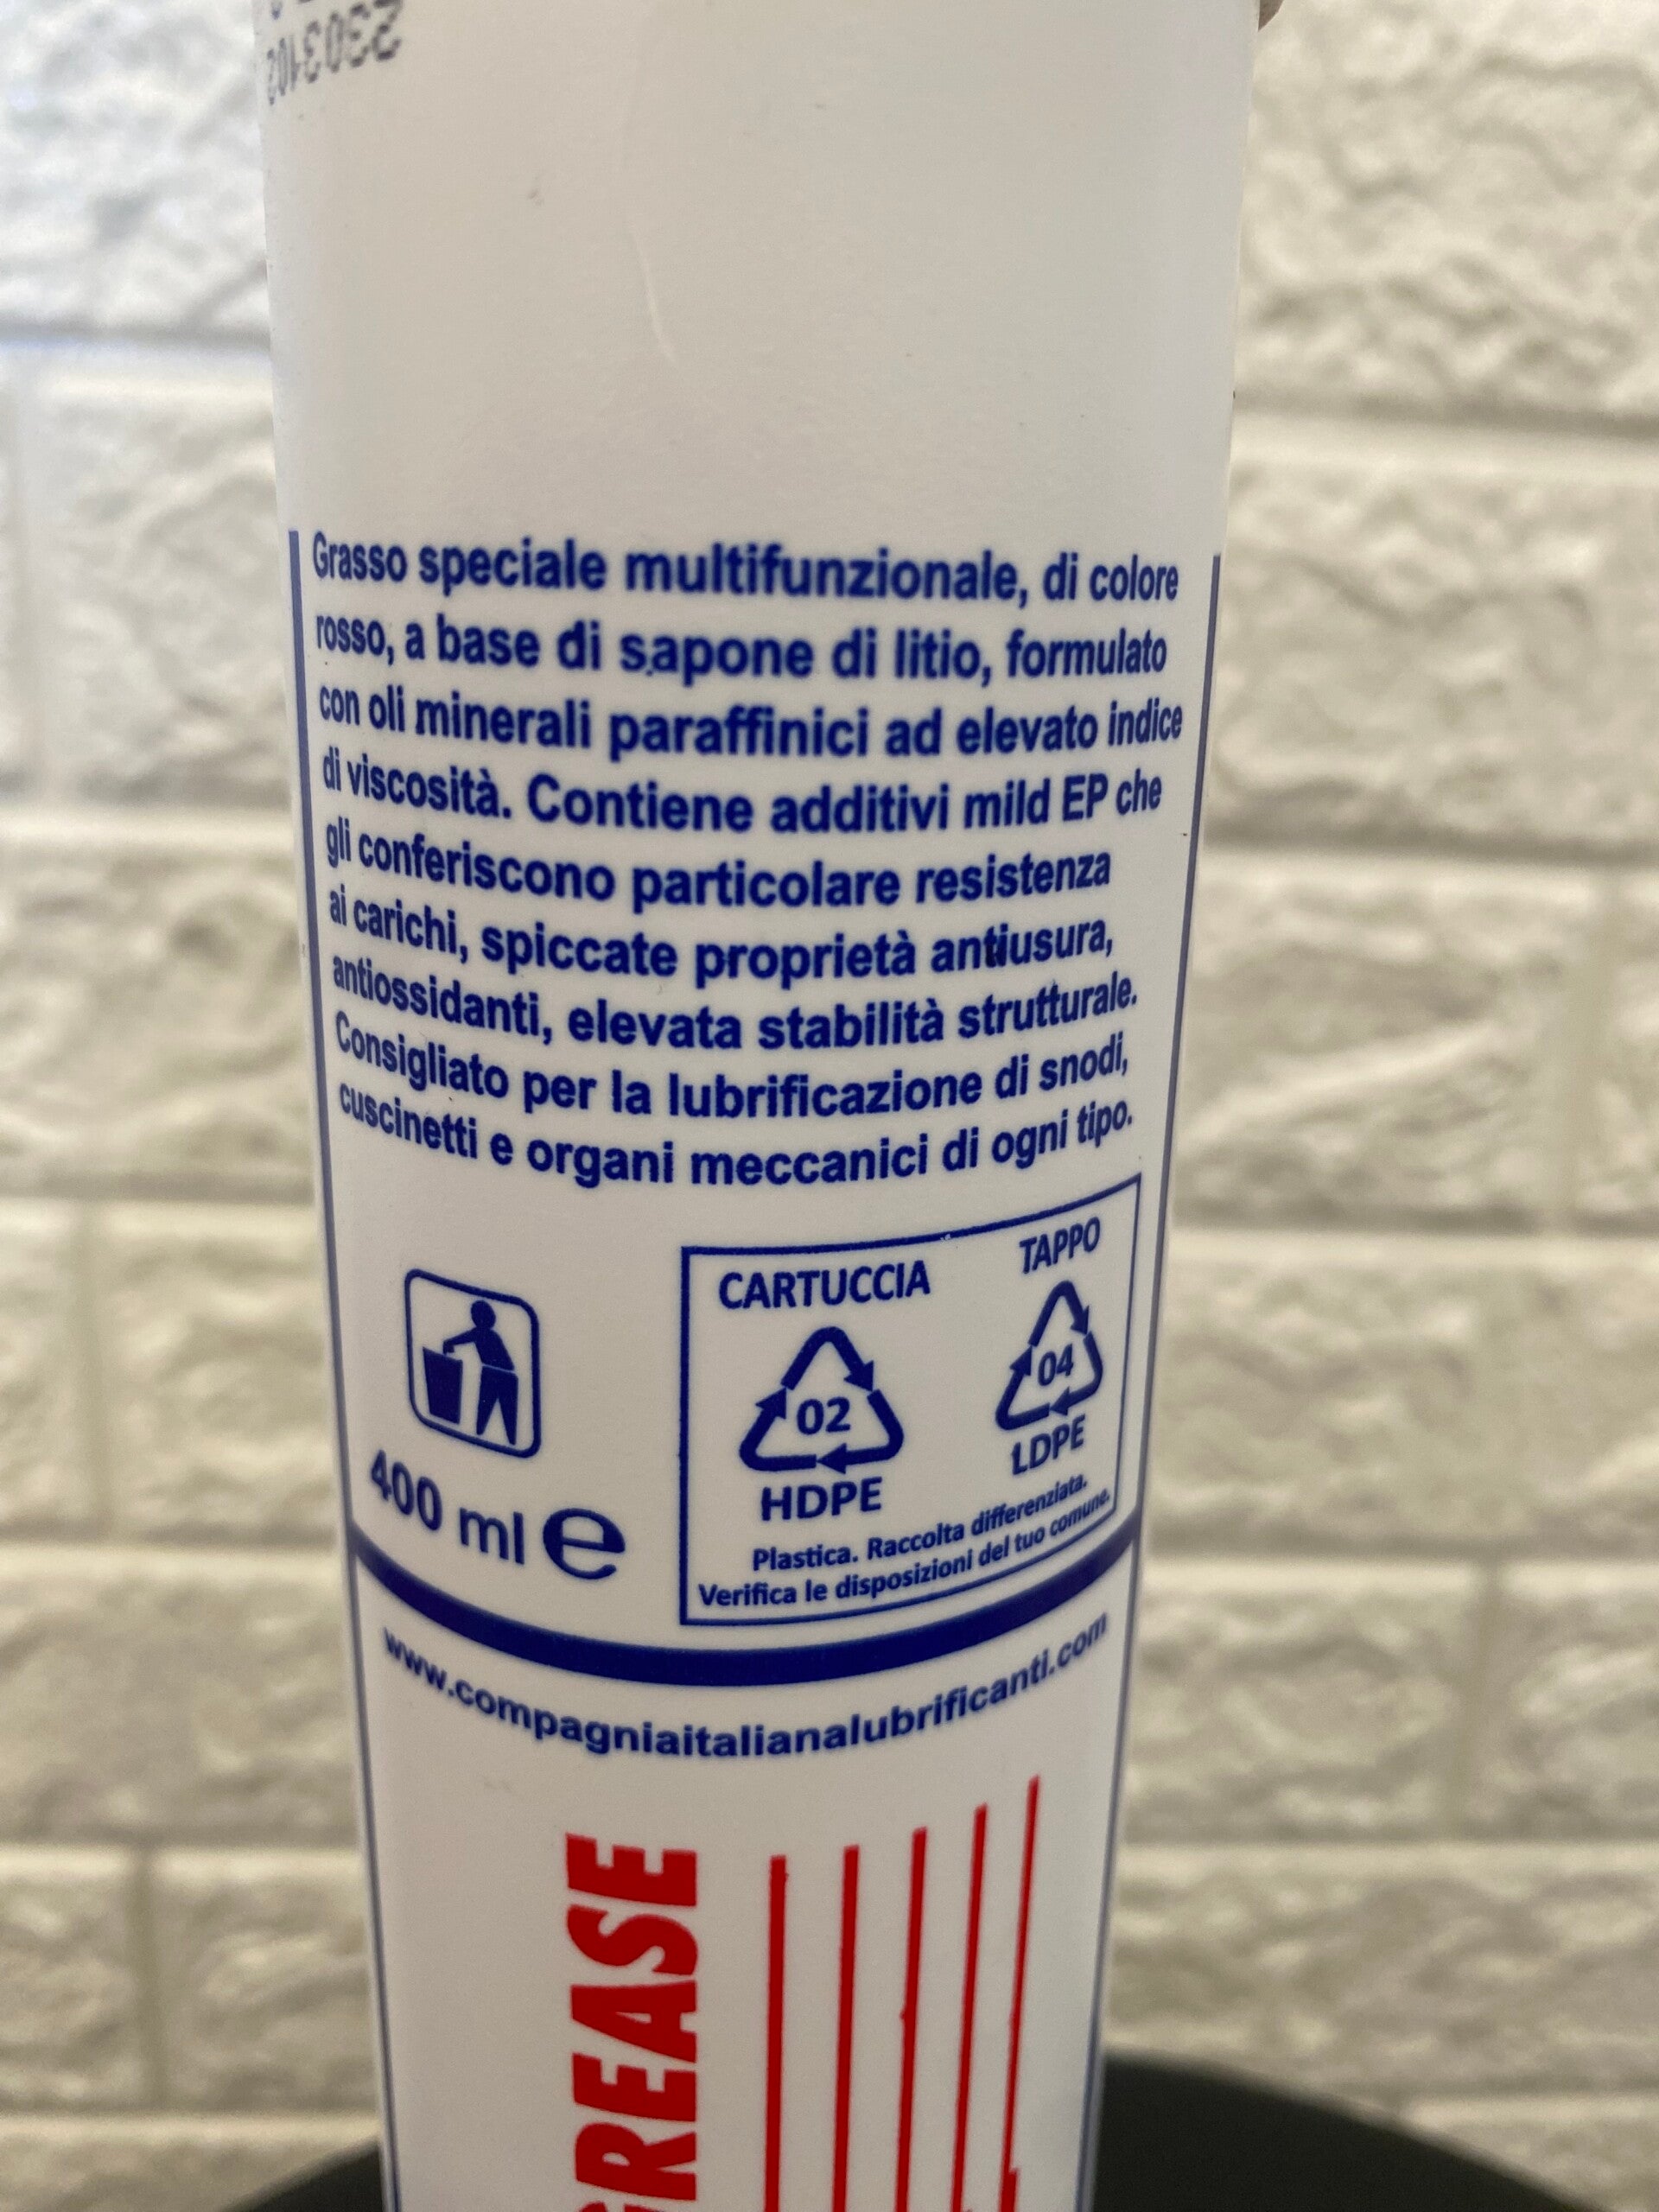 2303102
Grasso speciale multifunzionale, di colore
rosso, a base di sapone di litio, formulato
con oli minerali paraffinici ad elevato indice
di viscosità. Contiene additivi mild EP che
gli conferiscono particolare resistenza
ai carichi, spiccate proprietà antiusura,
antiossidanti, elevata stabilità strutturale.
Consigliato per la lubrificazione di snodi,
cuscinetti e organi meccanici di ogni tipo.
CARTUCCIA TAPPO
02 04
HDPE LDPE
400 ml e
Plastica. Raccolta differenziata.
Verifica le disposizioni del tuo comune.
www.compagniaitalianalubrificanti.com
GREASE